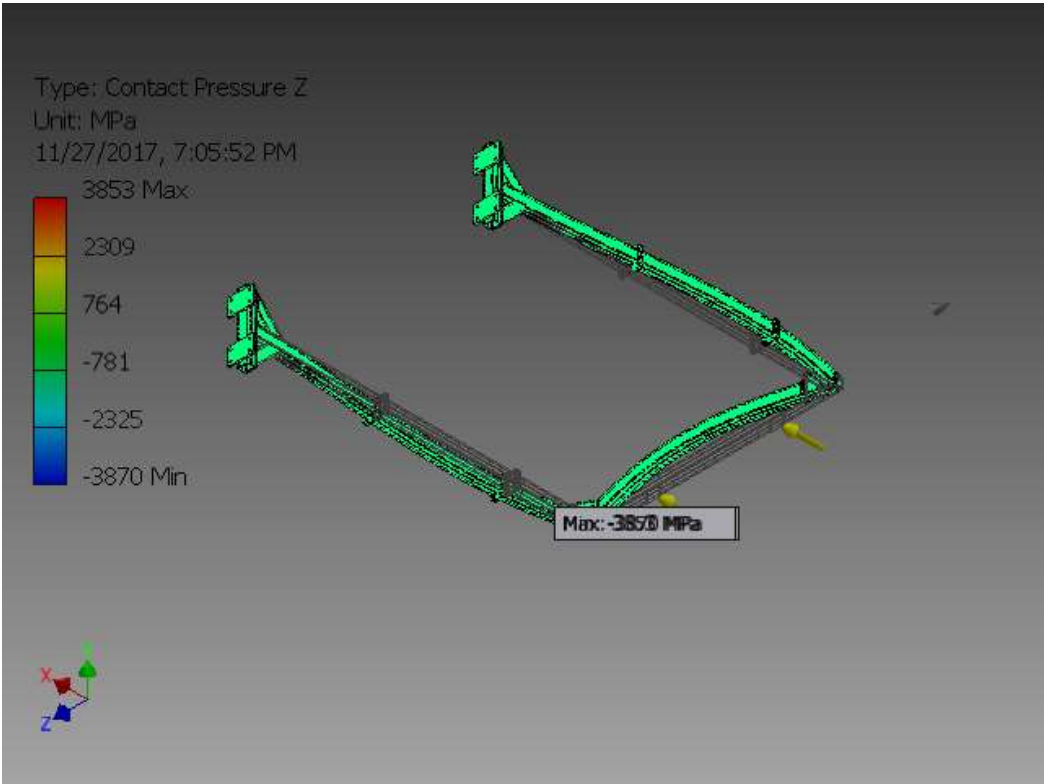 Type: Contact Pressure Z
Unit: MPa
11/27/2017, 7:05:52 PM
3853 Max
2309
764
-781
-2325
-3870 Min
MPa
X
Z